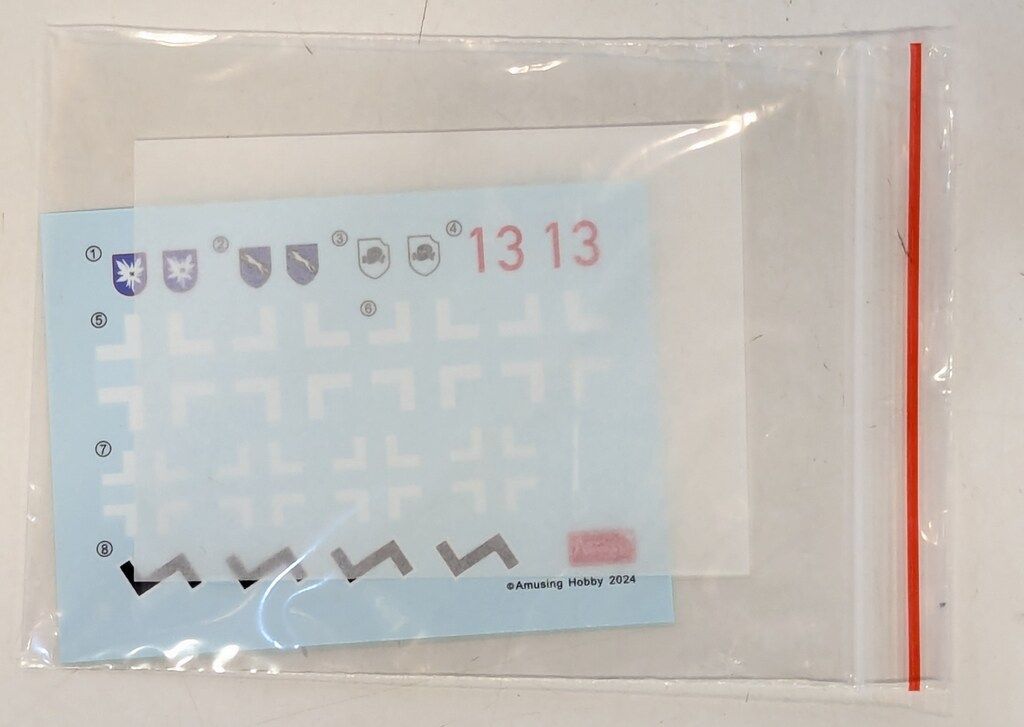 ① ② ③ ④ 13 13
⑤ ⑥
⑦
⑧
©Amusing Hobby 2024